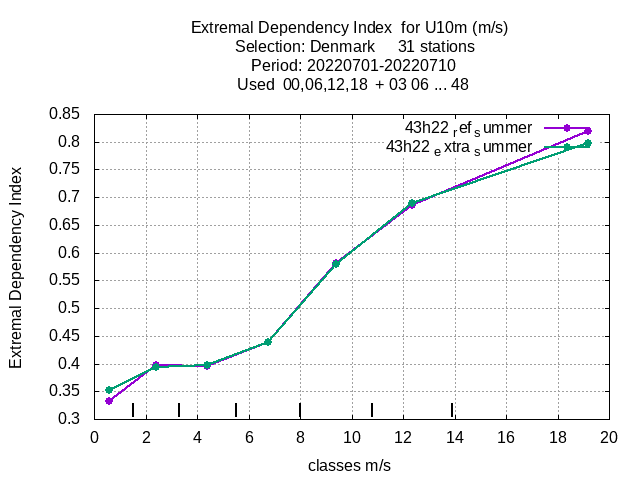 Extremal Dependency Index  for U10m (m/s)
Selection: Denmark     31 stations
Period: 20220701-20220710
Used  00,06,12,18  + 03 06 ... 48
43h22 ref summer
43h22 extra summer
Extremal Dependency Index
0.85
0.8
0.75
0.7
0.65
0.6
0.55
0.5
0.45
0.4
0.35
0.3
0 2 4 6 8 10 12 14 16 18 20
classes m/s